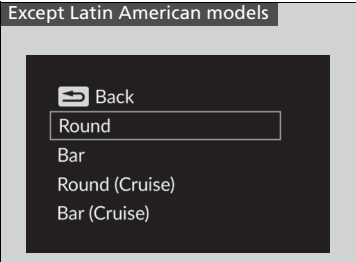 Except Latin American models
Back
Round
Bar
Round (Cruise)
Bar (Cruise)